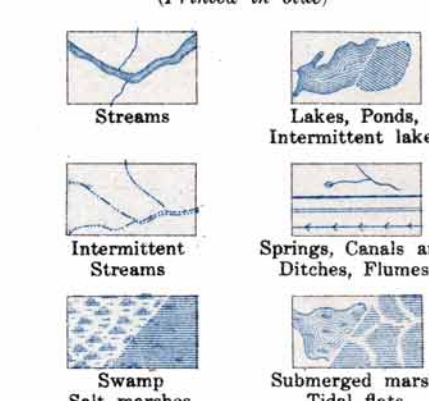 (Printed in blue)
Streams
Lakes, Ponds,
Intermittent lake
Intermittent
Streams
Springs, Canals a
Ditches, Flumes
Swamp
Salt marshes
Submerged mars
Tidal flats